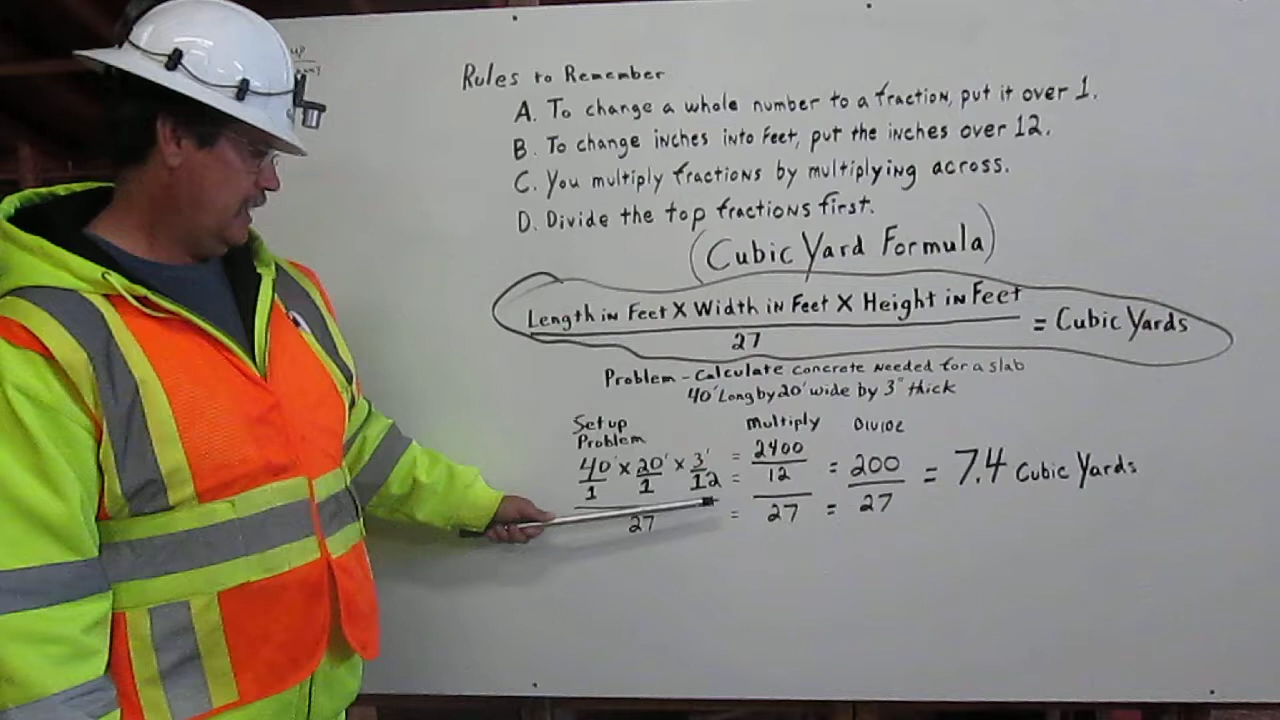 up
Rules to Remember
A. To change a whole number to a fraction, put it over 1.
B. To change inches into Feet, put the inches over 12.
C. You multiply fractions by multiplying across.
D. Divide the top fractions first.
(Cubic Yard Formula)
Length in Feet X Width in Feet X Height in Feet
27
= Cubic Yards
Problem - Calculate concrete needed for a slab
40' Long by 20' wide by 3" thick
Set up
Problem
Multiply
Divide
40' x 20' x 3' = 2400
1 1 12 = 12 = 200 = 7.4 Cubic Yards
27 = 27 = 27